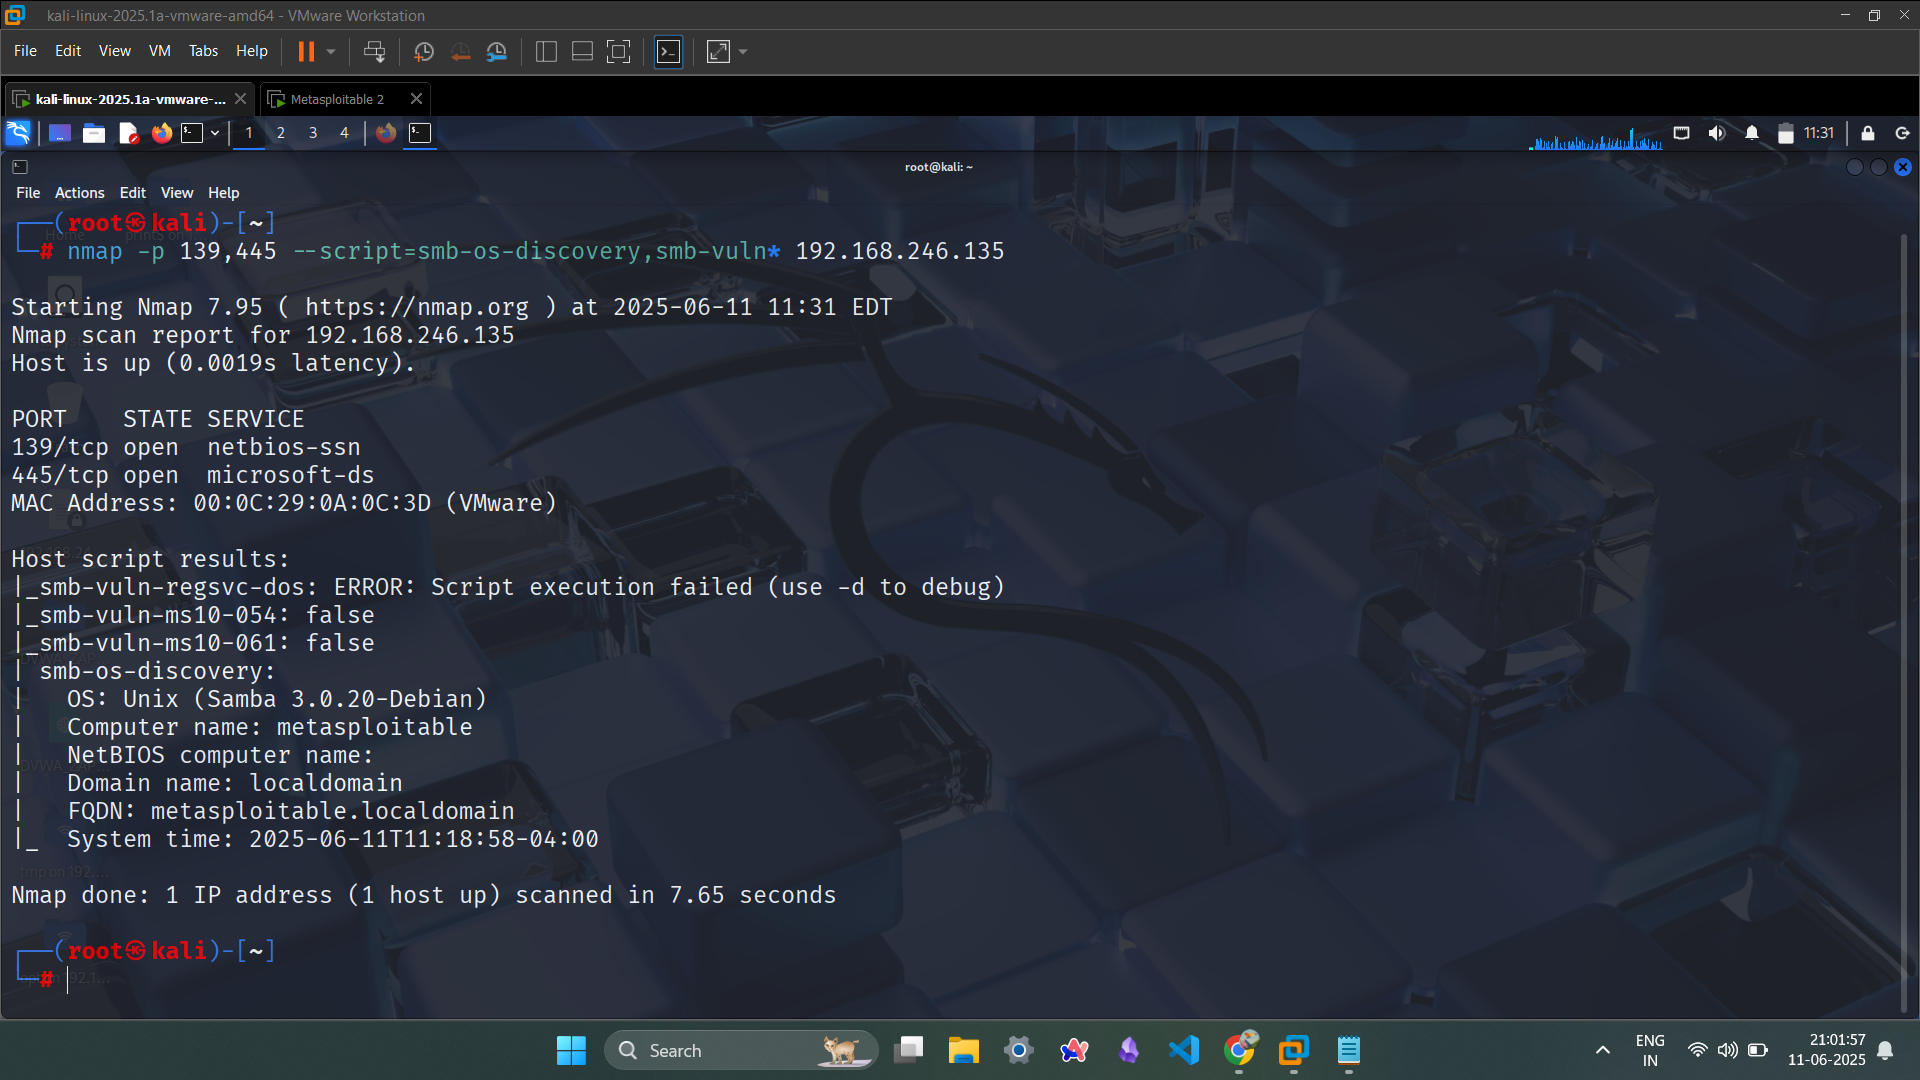 kali-linux-2025.1a-vmware-amd64 - VMware Workstation
File Edit View VM Tabs Help
kali-linux-2025.1a-vmware-... Metasploitable 2
1 2 3 4 11:31
root@kali: ~
File Actions Edit View Help
┌──(root㉿kali)-[~]
└─# nmap -p 139,445 --script=smb-os-discovery,smb-vuln* 192.168.246.135
Starting Nmap 7.95 ( https://nmap.org ) at 2025-06-11 11:31 EDT
Nmap scan report for 192.168.246.135
Host is up (0.0019s latency).
PORT STATE SERVICE
139/tcp open netbios-ssn
445/tcp open microsoft-ds
MAC Address: 00:0C:29:0A:0C:3D (VMware)
Host script results:
|_smb-vuln-regsvc-dos: ERROR: Script execution failed (use -d to debug)
|_smb-vuln-ms10-054: false
|_smb-vuln-ms10-061: false
| smb-os-discovery:
| OS: Unix (Samba 3.0.20-Debian)
| Computer name: metasploitable
| NetBIOS computer name:
| Domain name: localdomain
| FQDN: metasploitable.localdomain
|_ System time: 2025-06-11T11:18:58-04:00
Nmap done: 1 IP address (1 host up) scanned in 7.65 seconds
┌──(root㉿kali)-[~]
└─#
Search
ENG
IN
21:01:57
11-06-2025